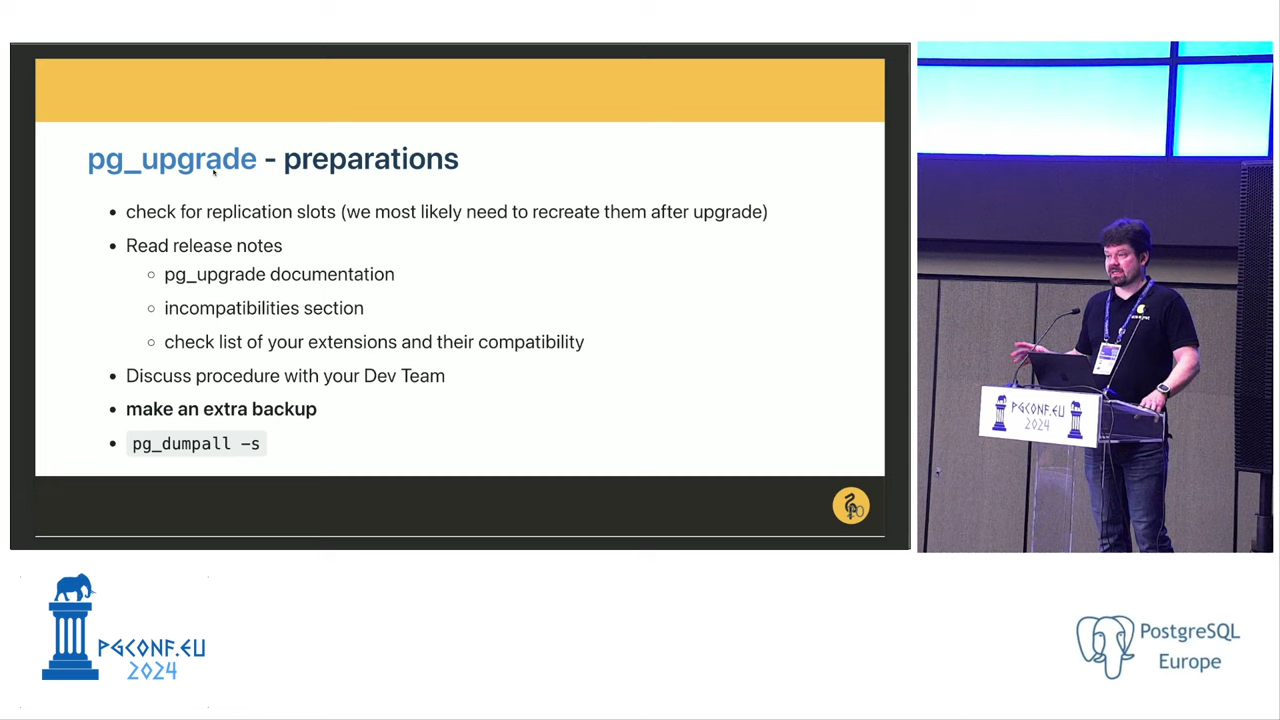 pg_upgrade - preparations
• check for replication slots (we most likely need to recreate them after upgrade)
• Read release notes
○ pg_upgrade documentation
○ incompatibilities section
○ check list of your extensions and their compatibility
• Discuss procedure with your Dev Team
• make an extra backup
• pg_dumpall -s
PGCONF.EU
2024
PGCONF.EU
2024
PostgreSQL
Europe